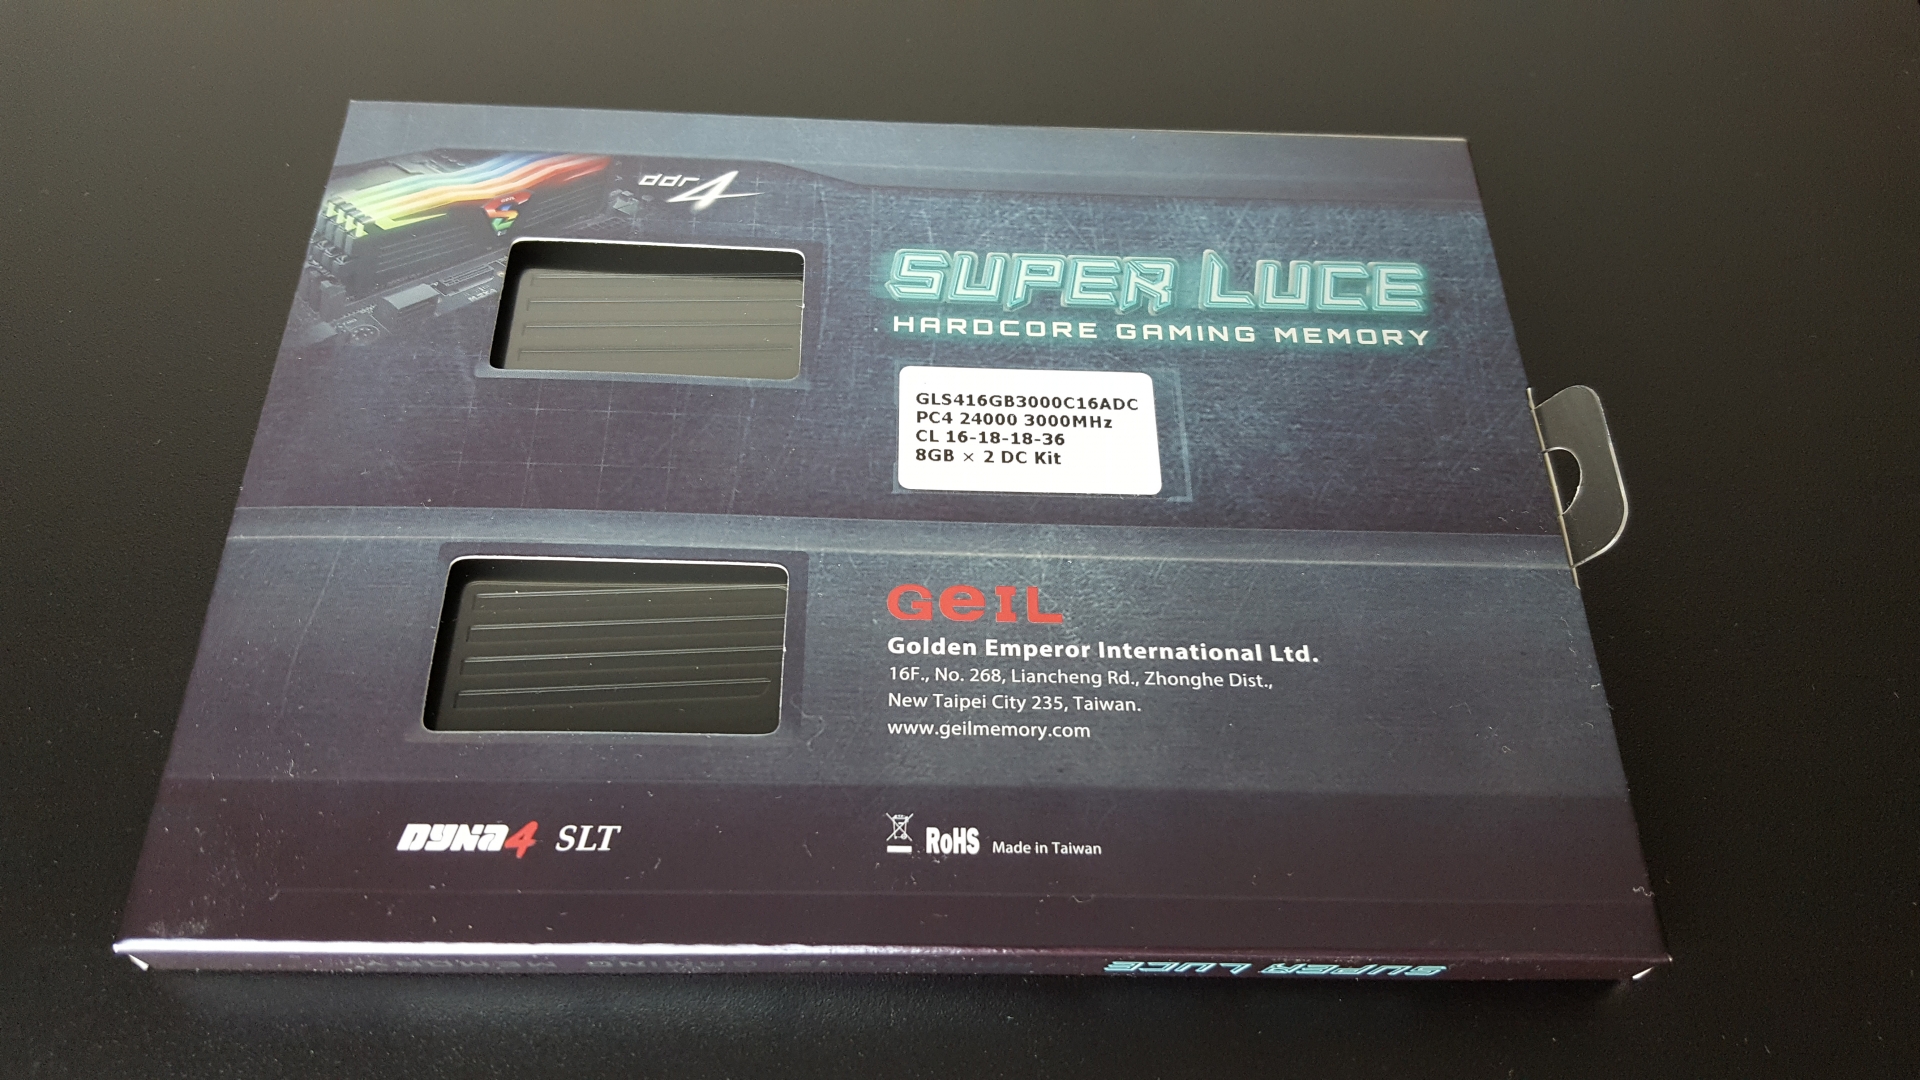 ddr4
SUPER LUCE
HARDCORE GAMING MEMORY
GLS416GB3000C16ADC
PC4 24000 3000MHz
CL 16-18-18-36
8GB × 2 DC Kit
GeIL
Golden Emperor International Ltd.
16F., No. 268, Liancheng Rd., Zhonghe Dist.,
New Taipei City 235, Taiwan.
www.geilmemory.com
DYNA4 SLT
RoHS Made in Taiwan
SUPER LUCE